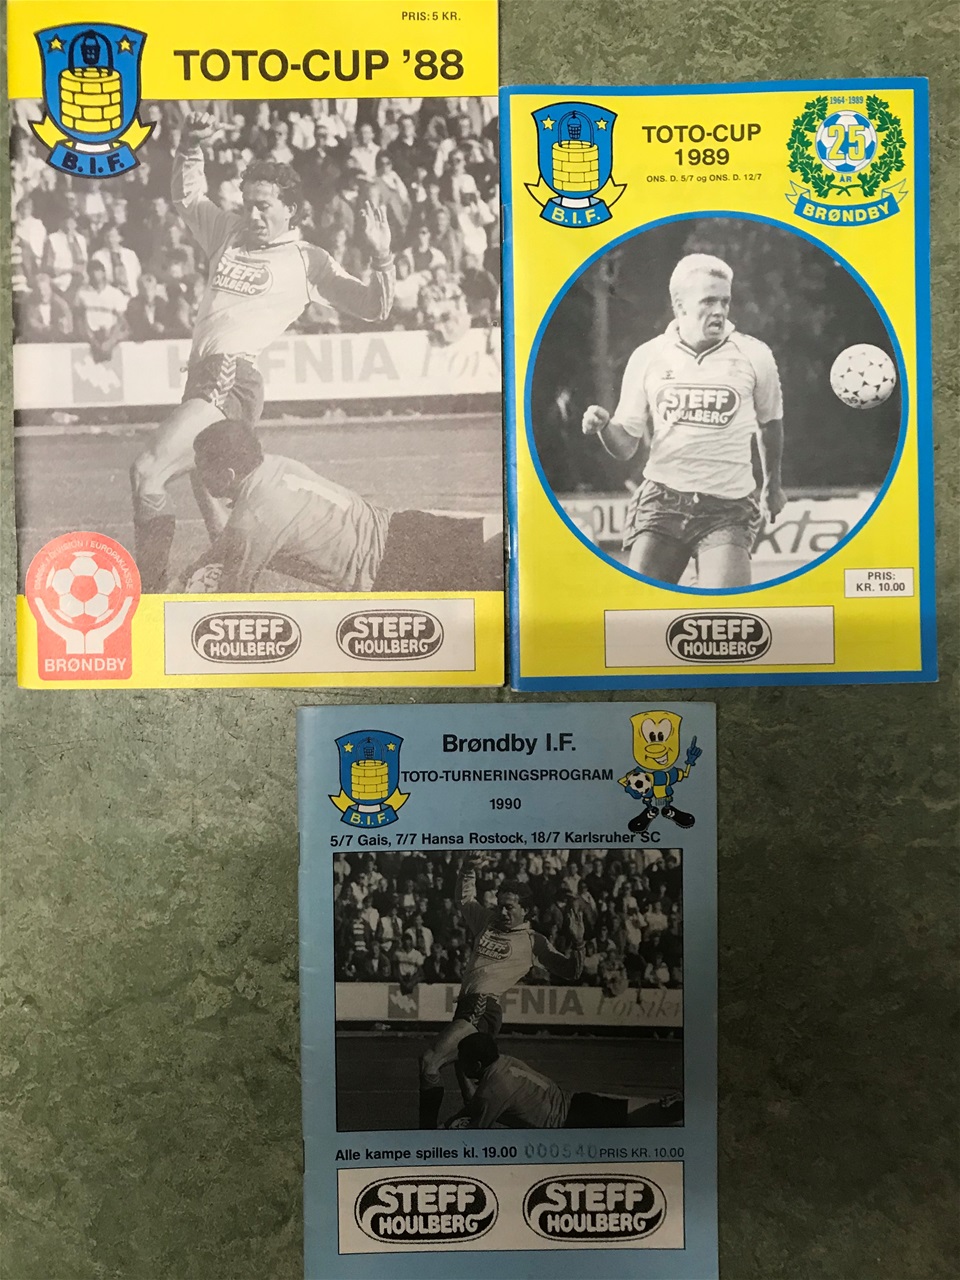 PRIS: 5 KR.
TOTO-CUP '88
B.I.F.
STEFF
HOULBERG
HAFNIA
BRØNDBY
STEFF
HOULBERG
STEFF
HOULBERG
TOTO-CUP
1989
ONS. D. 5/7 og ONS. D. 12/7
B.I.F.
1964-1989
25
ÅR
BRØNDBY
STEFF
HOULBERG
PRIS:
KR. 10.00
STEFF
HOULBERG
Brøndby I.F.
TOTO-TURNERINGSPROGRAM
1990
B.I.F.
5/7 Gais, 7/7 Hansa Rostock, 18/7 Karlsruher SC
STEFF
HOULBERG
HAFNIA
Alle kampe spilles kl. 19.00 000540 PRIS KR. 10.00
STEFF
HOULBERG
STEFF
HOULBERG